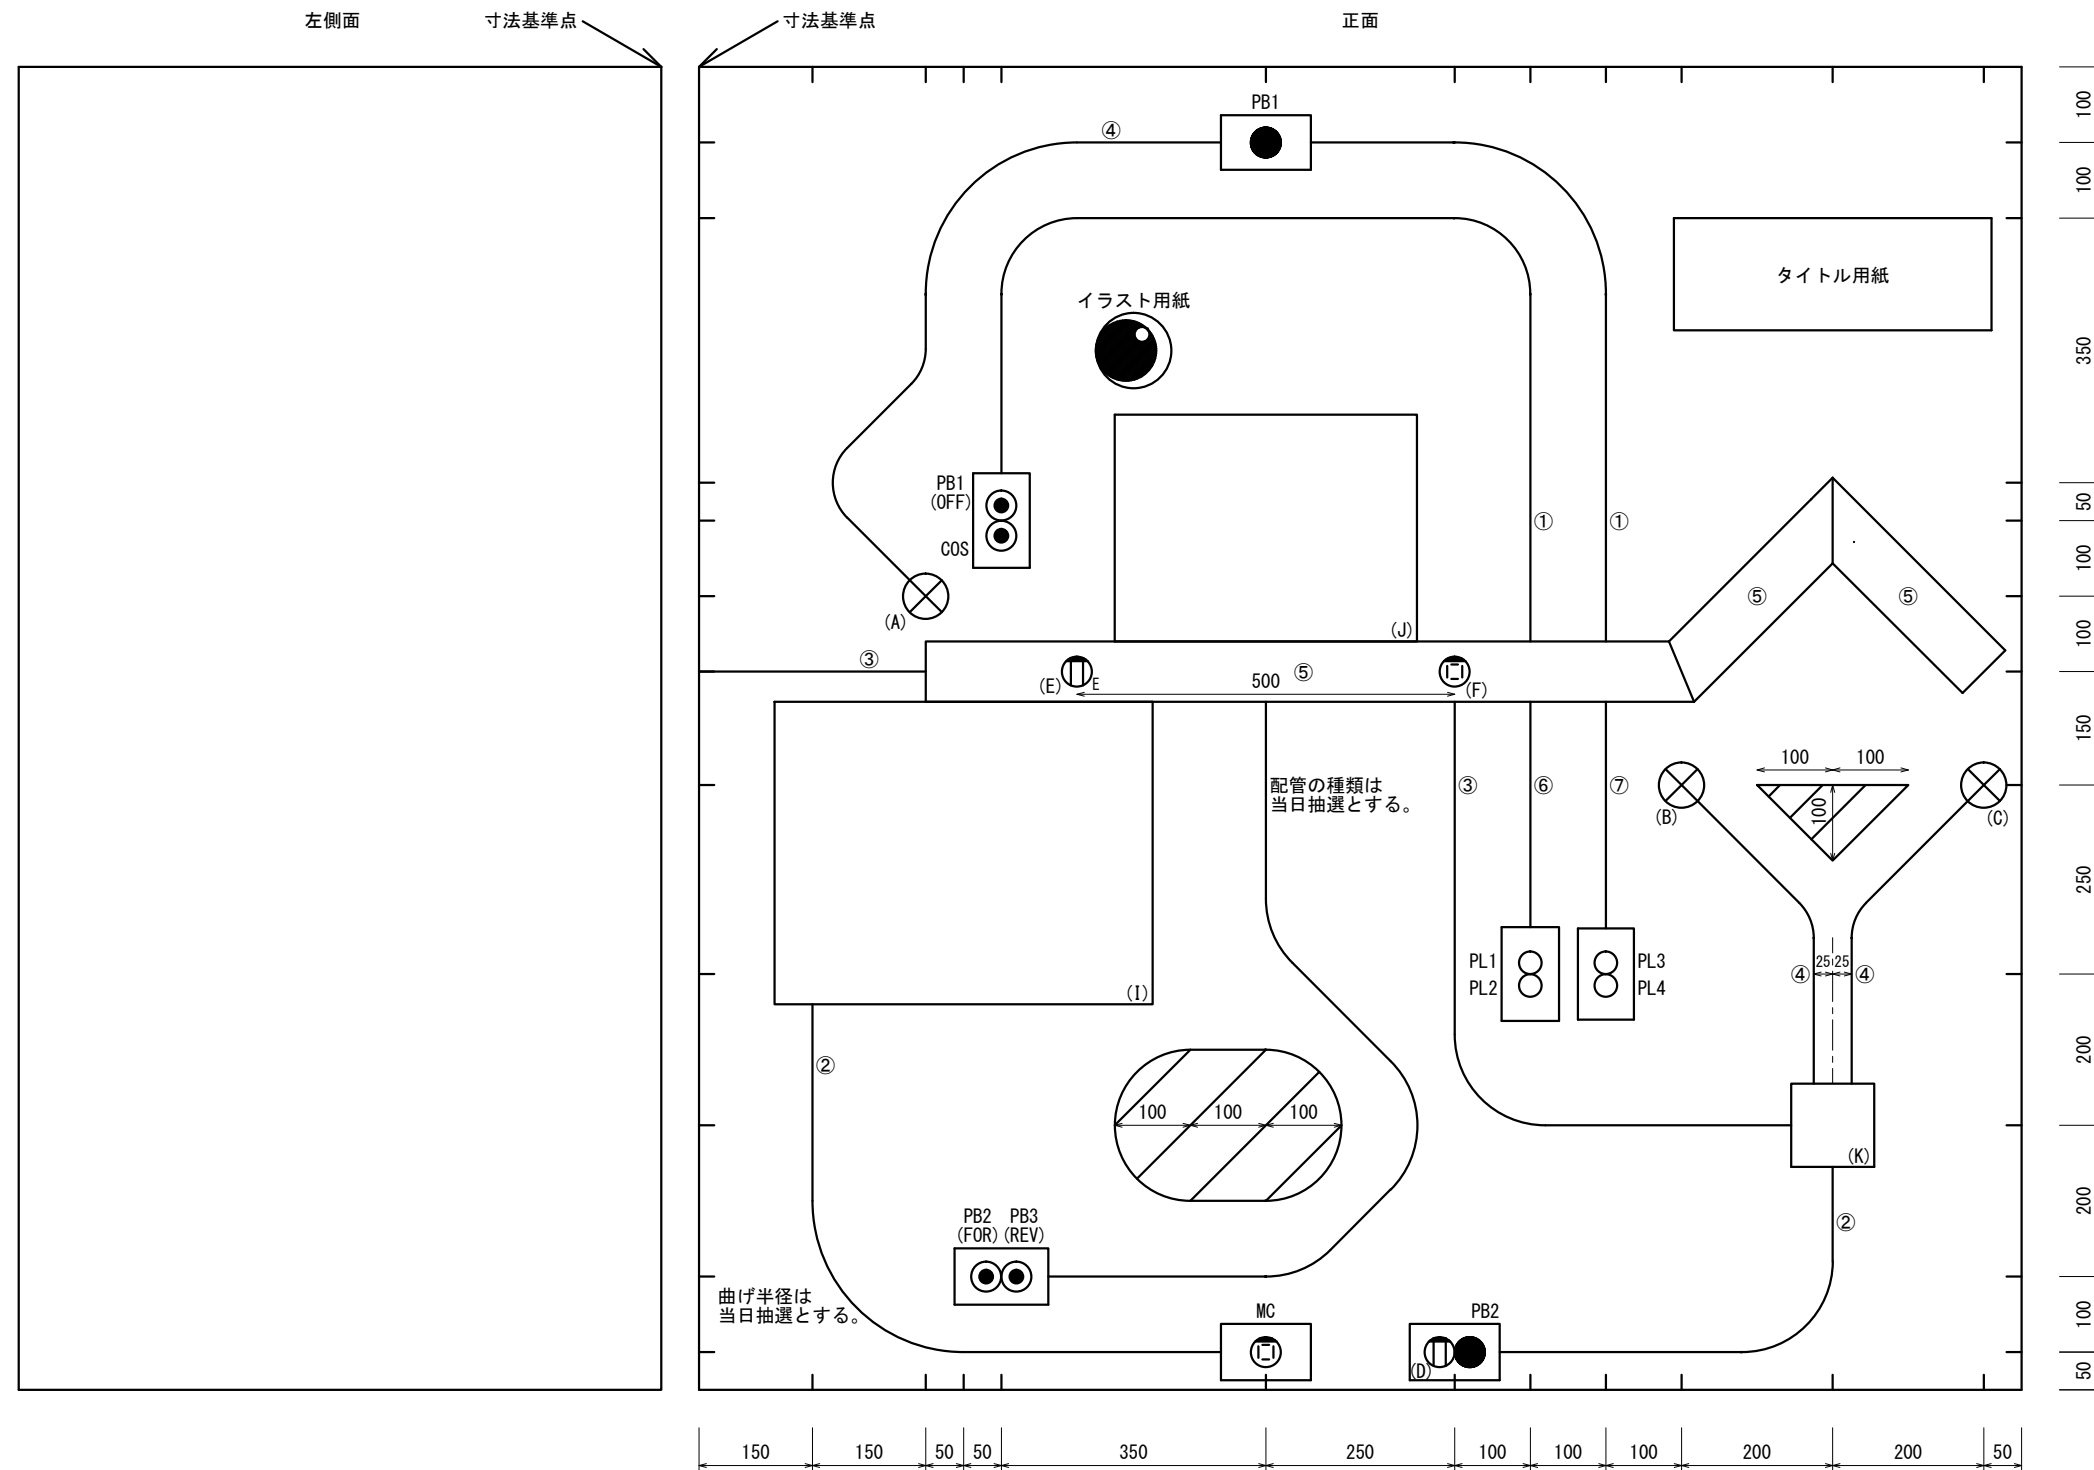 左側面
寸法基準点
寸法基準点
正面
PB1
④
100
100
タイトル用紙
イラスト用紙
350
PB1
(OFF)
COS
①
①
50
100
⑤
⑤
(A)
(J)
100
③
(E)
E
500
⑤
(F)
150
配管の種類は
当日抽選とする。
③
⑥
⑦
100
100
100
(B)
(C)
250
PL1
PL2
PL3
PL4
④
25
25
④
(I)
②
200
100
100
100
(K)
200
PB2
(FOR)
PB3
(REV)
②
曲げ半径は
当日抽選とする。
MC
PB2
(D)
100
50
150
150
50
50
350
250
100
100
100
200
200
50